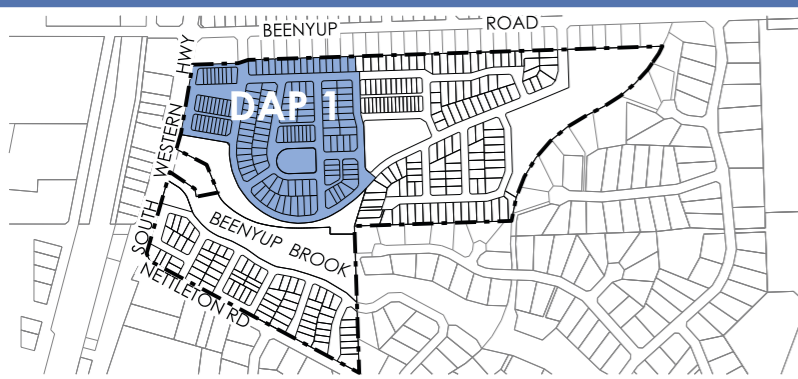 BEENYUP ROAD
SOUTH WESTERN HWY
DAP 1
BEENYUP BROOK
NETTLETON RD